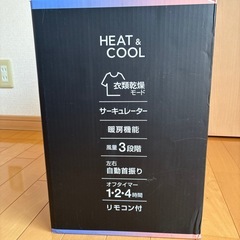 HEAT &
COOL
衣類乾燥
モード
サーキュレーター
暖房機能
風量3段階
左右
自動首振り
オフタイマー
1・2・4時間
リモコン付